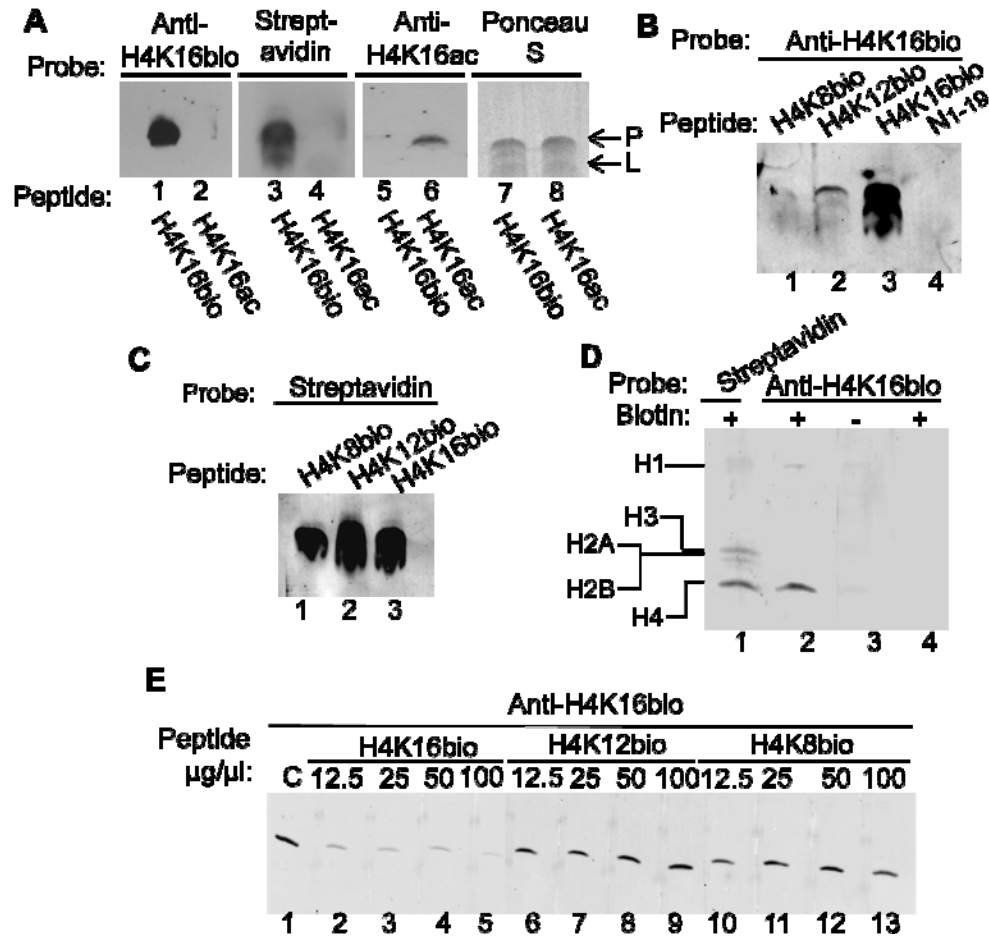 A
Anti-H4K16bio
Strept-avidin
Anti-H4K16ac
Ponceau S
Probe:
P
L
1 2 3 4 5 6 7 8
Peptide:
H4K16bio H4K16ac H4K16bio H4K16ac H4K16bio H4K16ac H4K16bio H4K16ac
B
Probe: Anti-H4K16bio
Peptide: H4K8bio H4K12bio H4K16bio N1-19
1 2 3 4
C
Probe: Streptavidin
Peptide: H4K8bio H4K12bio H4K16bio
1 2 3
D
Probe: Streptavidin Anti-H4K16bio
Biotin: + + - +
H1
H3
H2A
H2B
H4
1 2 3 4
E
Anti-H4K16bio
Peptide H4K16bio H4K12bio H4K8bio
µg/µl: C 12.5 25 50 100 12.5 25 50 100 12.5 25 50 100
1 2 3 4 5 6 7 8 9 10 11 12 13